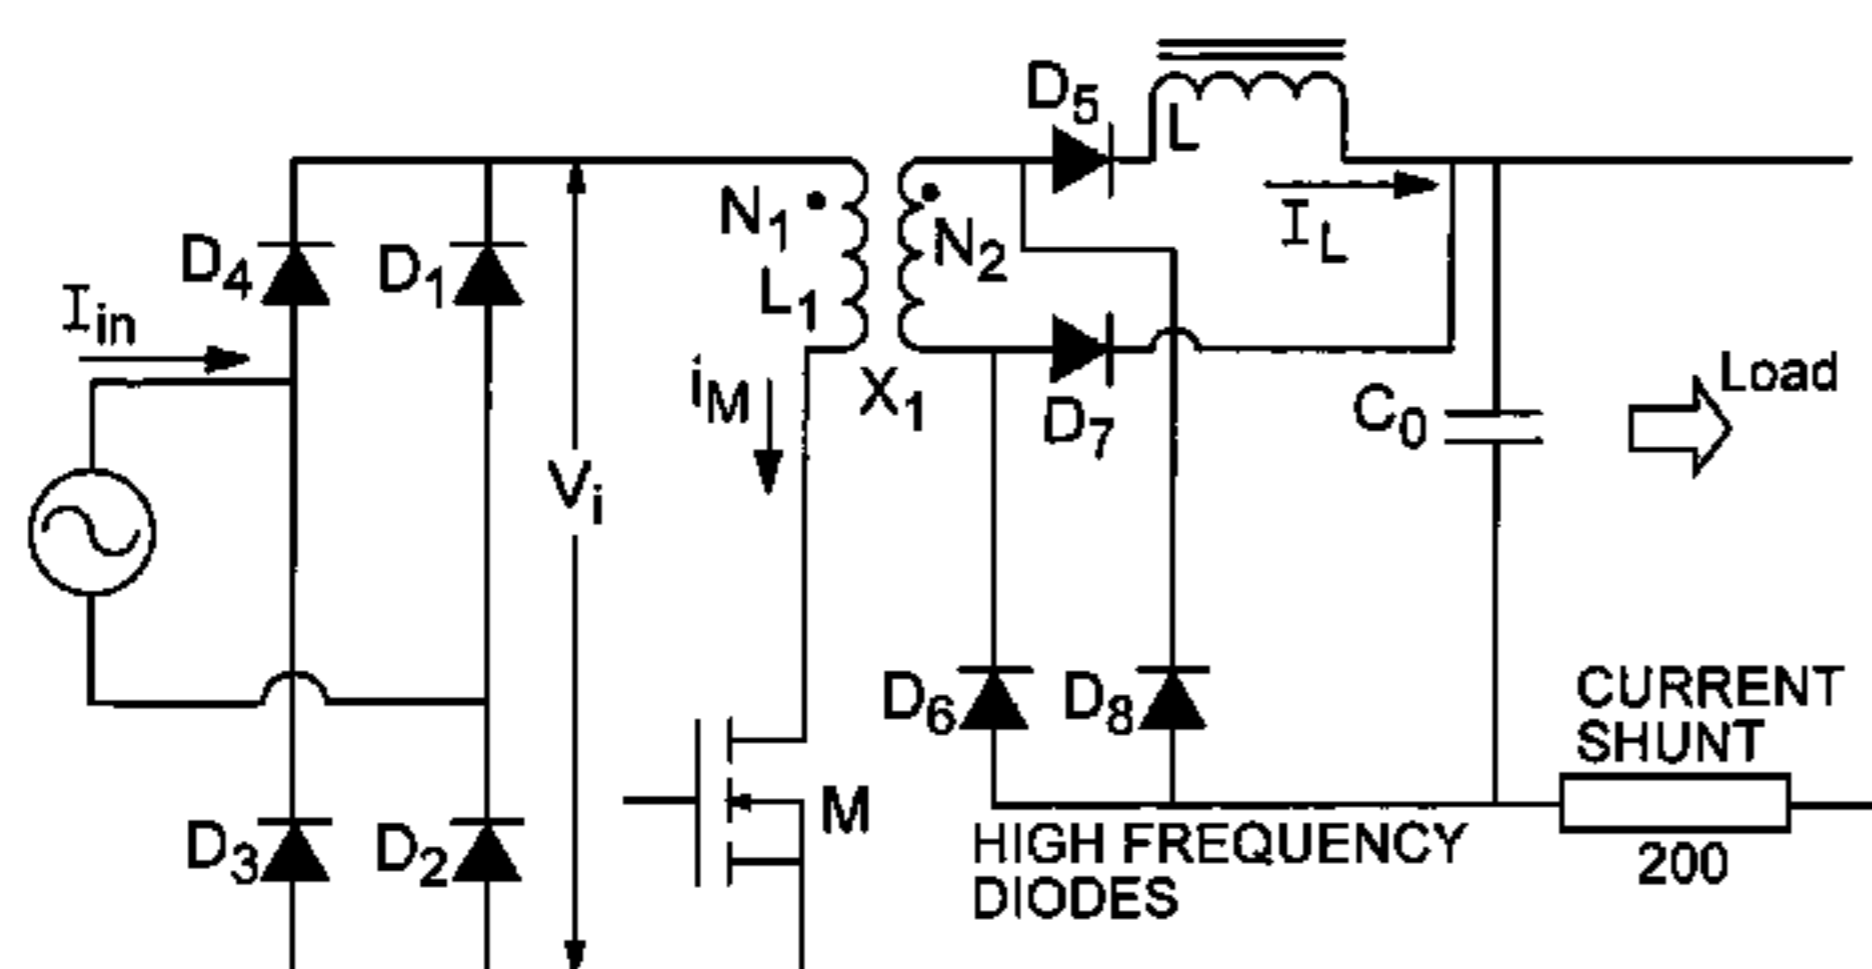 D5
L
N1
N2
IL
D4
D1
L1
Iin
iM
X1
D7
C0
Load
Vi
D6
D8
CURRENT
SHUNT
M
D3
D2
HIGH FREQUENCY
DIODES
200